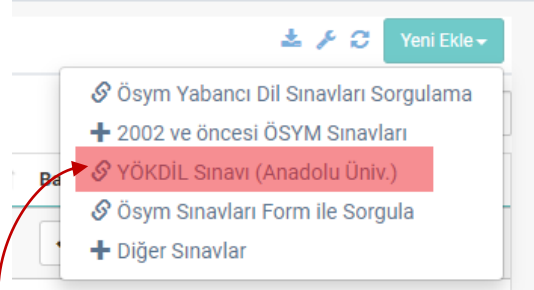 Yeni Ekle
Ösym Yabancı Dil Sınavları Sorgulama
2002 ve öncesi ÖSYM Sınavları
Ba
YÖKDİL Sınavı (Anadolu Üniv.)
Ösym Sınavları Form ile Sorgula
Diğer Sınavlar